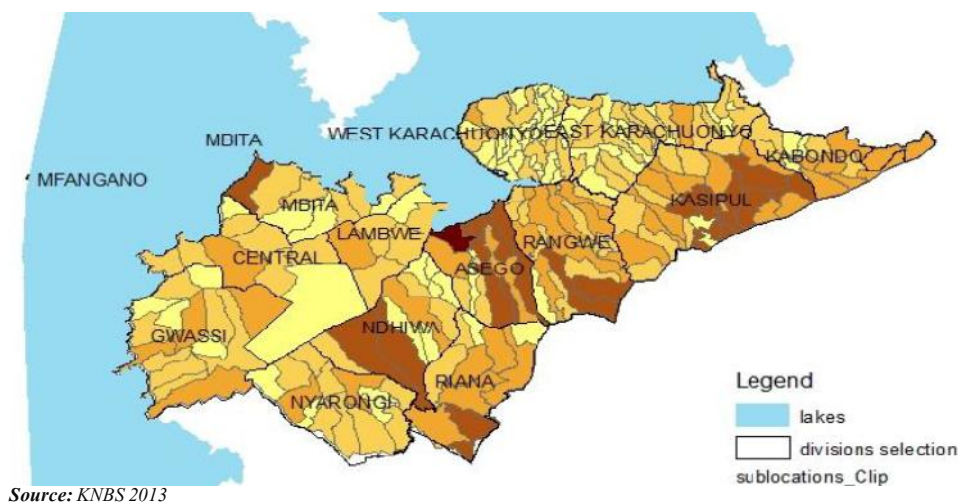 WEST KARACHUONYO
EAST KARACHUONYO
MDITA
KABONDO
MFANGANO
KASIPUL
MBITA
LAMBWE
RANGWE
CENTRAL
ASEGO
GWASSI
NDHIWA
RIANA
NYARONGI
Legend
lakes
divisions selection
sublocations_Clip
Source: KNBS 2013